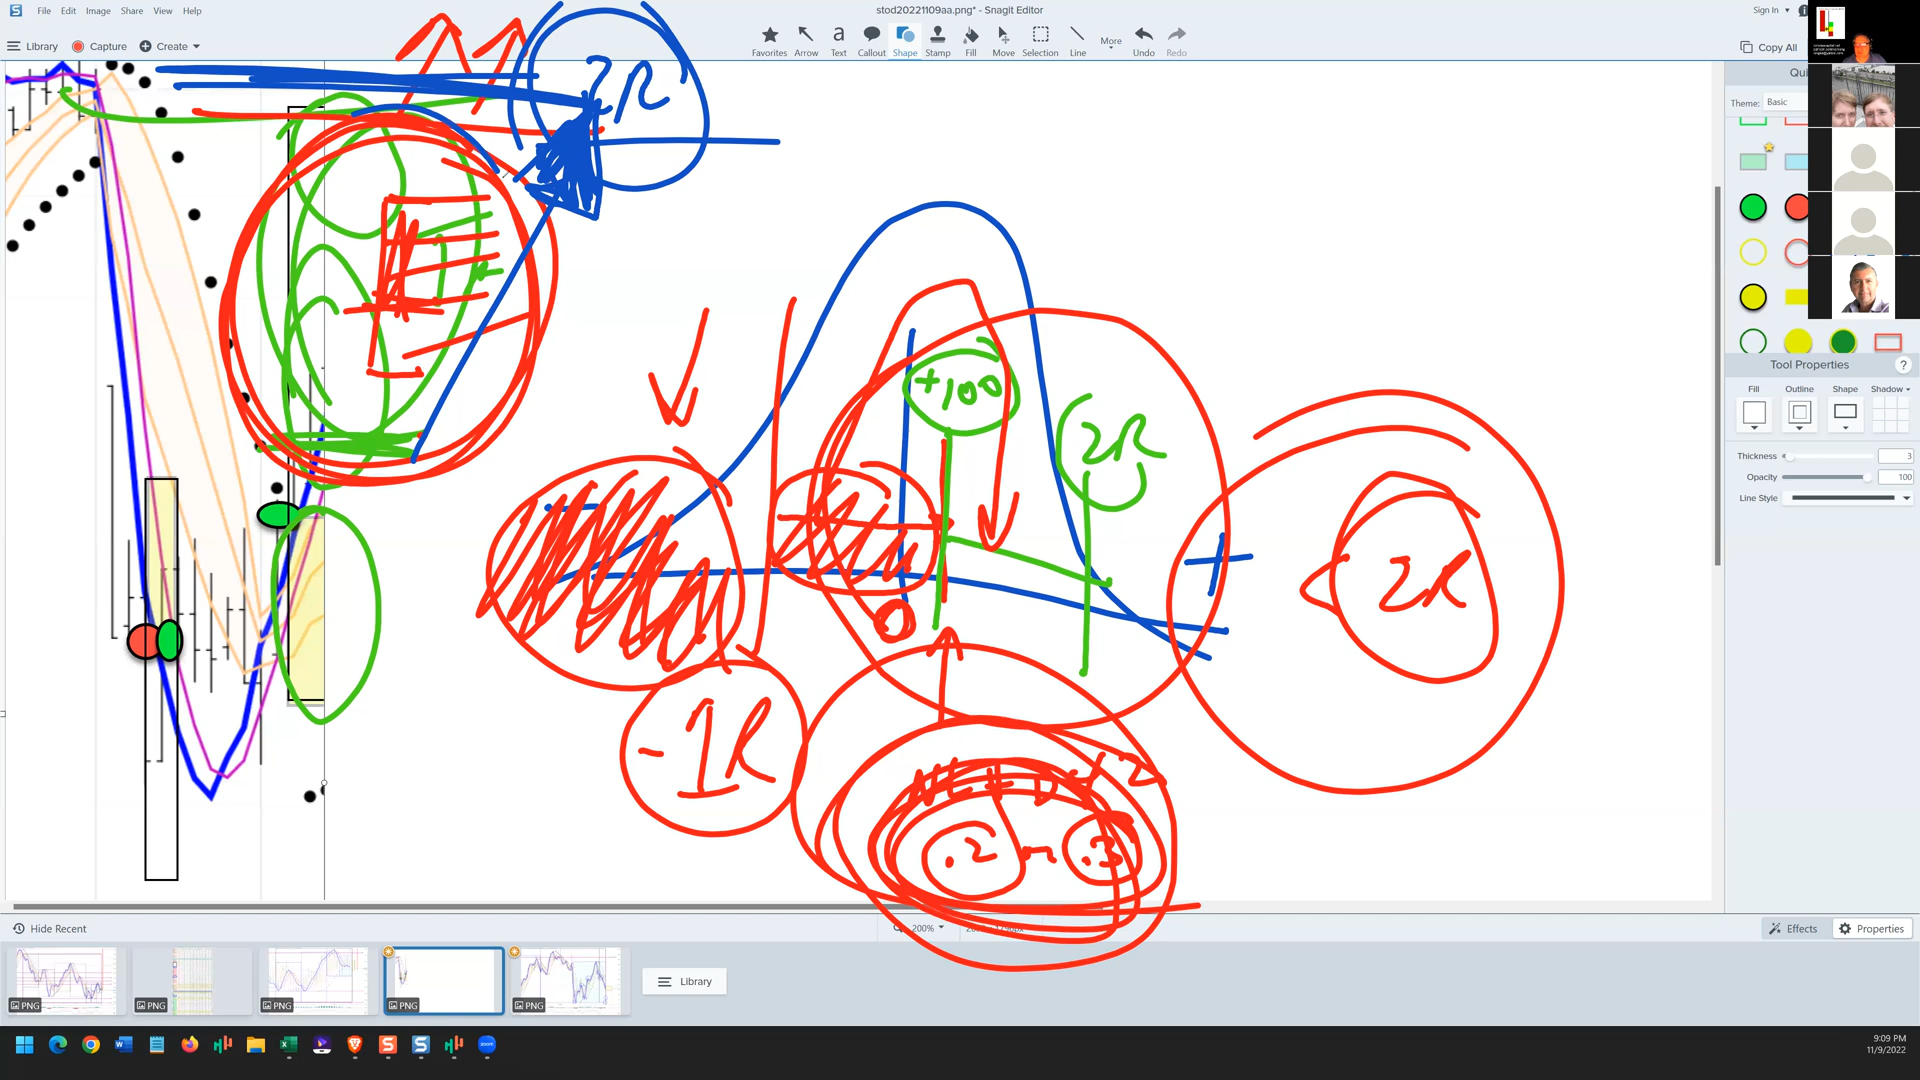 stod20221109aa.png* - Snagit Editor
File Edit Image Share View Help
Sign In
Library Capture Create
Favorites Arrow Text Callout Shape Stamp Fill Move Selection Line More Undo Redo
Copy All
Theme: Basic
Tool Properties ?
Fill Outline Shape Shadow
Thickness 3
Opacity 100
Line Style
2R
+100
2R
2R
-1R
.2 .3
Hide Recent
200%
Effects Properties
PNG PNG PNG PNG PNG
Library
9:09 PM
11/9/2022